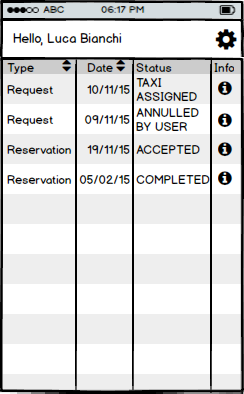 ABC 06:17 PM
Hello, Luca Bianchi
Type Date Status Info
Request 10/11/15 TAXI
ASSIGNED
Request 09/11/15 ANNULLED
BY USER
Reservation 19/11/15 ACCEPTED
Reservation 05/02/15 COMPLETED